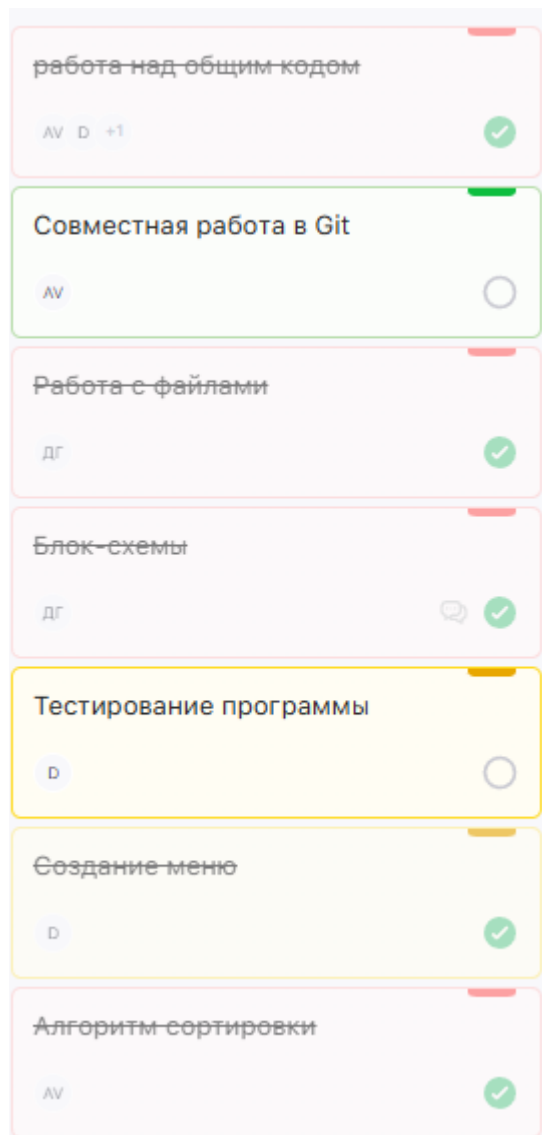 работа над общим кодом
AV D +1
Совместная работа в Git
AV
Работа с файлами
ДГ
Блок-схемы
ДГ
Тестирование программы
D
Создание меню
D
Алгоритм сортировки
AV